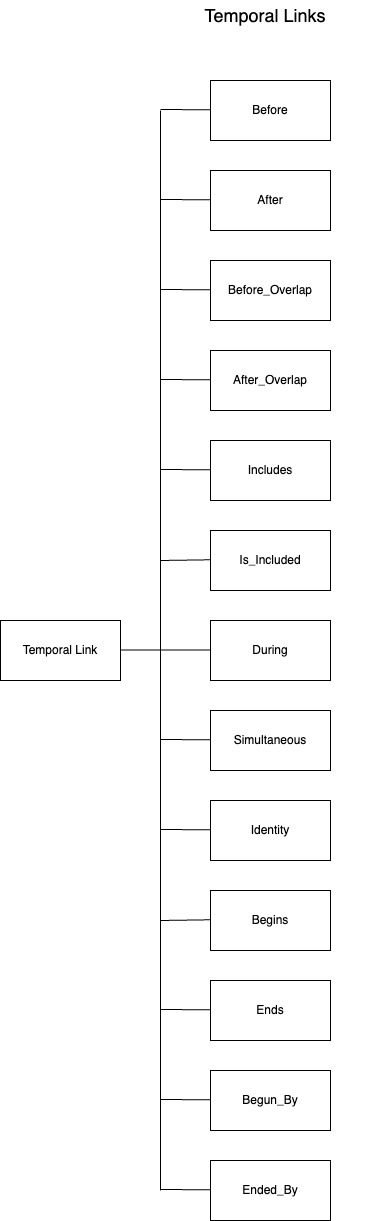 Temporal Links
Before
After
Before_Overlap
After_Overlap
Includes
Is_Included
Temporal Link
During
Simultaneous
Identity
Begins
Ends
Begun_By
Ended_By